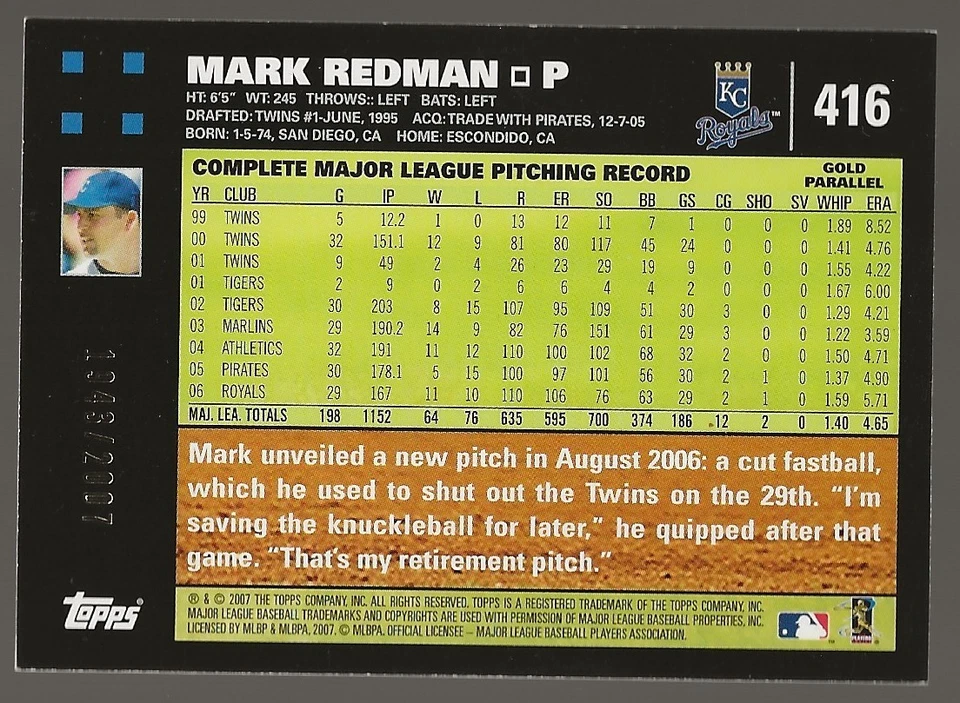 MARK REDMAN □ P
HT: 6'5" WT: 245 THROWS:: LEFT BATS: LEFT
DRAFTED: TWINS #1-JUNE, 1995 ACQ: TRADE WITH PIRATES, 12-7-05
BORN: 1-5-74, SAN DIEGO, CA HOME: ESCONDIDO, CA
KC
Royals™
416
COMPLETE MAJOR LEAGUE PITCHING RECORD
GOLD
PARALLEL
YR CLUB G IP W L R ER SO BB GS CG SHO SV WHIP ERA
99 TWINS 5 12.2 1 0 13 12 11 7 1 0 0 0 1.89 8.52
00 TWINS 32 151.1 12 9 81 80 117 45 24 0 0 0 1.41 4.76
01 TWINS 9 49 2 4 26 23 29 19 9 0 0 0 1.55 4.22
01 TIGERS 2 9 0 2 6 6 4 4 2 0 0 0 1.67 6.00
02 TIGERS 30 203 8 15 107 95 109 51 30 3 0 0 1.29 4.21
03 MARLINS 29 190.2 14 9 82 76 151 61 29 3 0 0 1.22 3.59
04 ATHLETICS 32 191 11 12 110 100 102 68 32 2 0 0 1.50 4.71
05 PIRATES 30 178.1 5 15 100 97 101 56 30 2 1 0 1.37 4.90
06 ROYALS 29 167 11 10 110 106 76 63 29 2 1 0 1.59 5.71
MAJ. LEA. TOTALS 198 1152 64 76 635 595 700 374 186 12 2 0 1.40 4.65
1943/2007
Mark unveiled a new pitch in August 2006: a cut fastball,
which he used to shut out the Twins on the 29th. "I'm
saving the knuckleball for later," he quipped after that
game. "That's my retirement pitch."
topps®
® & © 2007 THE TOPPS COMPANY, INC. ALL RIGHTS RESERVED. TOPPS IS A REGISTERED TRADEMARK OF THE TOPPS COMPANY, INC.
MAJOR LEAGUE BASEBALL TRADEMARKS AND COPYRIGHTS ARE USED WITH PERMISSION OF MAJOR LEAGUE BASEBALL PROPERTIES, INC.
LICENSED BY MLBP & MLBPA, 2007. © MLBPA. OFFICIAL LICENSEE – MAJOR LEAGUE BASEBALL PLAYERS ASSOCIATION.